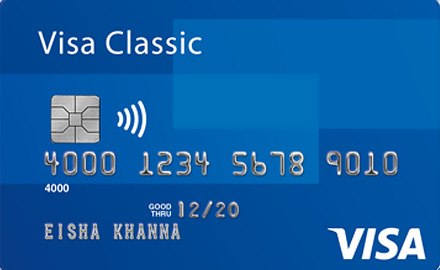 Visa Classic
4000 1234 5678 9010
4000
GOOD THRU 12/20
EISHA KHANNA
VISA